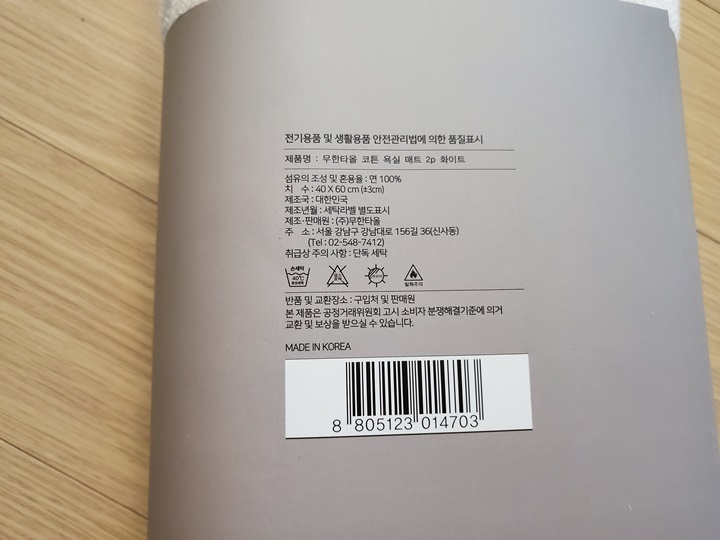 전기용품 및 생활용품 안전관리법에 의한 품질표시
제품명 : 무한타올 코튼 욕실 매트 2p 화이트
섬유의 조성 및 혼용율 : 면 100%
치 수 : 40 X 60 cm (±3cm)
제조국 : 대한민국
제조년월 : 세탁라벨 별도표시
제조·판매원 : (주)무한타올
주 소 : 서울 강남구 강남대로 156길 36(신사동)
(Tel : 02-548-7412)
취급상 주의 사항 : 단독 세탁
손세탁
40℃
발화주의
반품 및 교환장소 : 구입처 및 판매원
본 제품은 공정거래위원회 고시 소비자 분쟁해결기준에 의거
교환 및 보상을 받으실 수 있습니다.
MADE IN KOREA
8 805123 014703